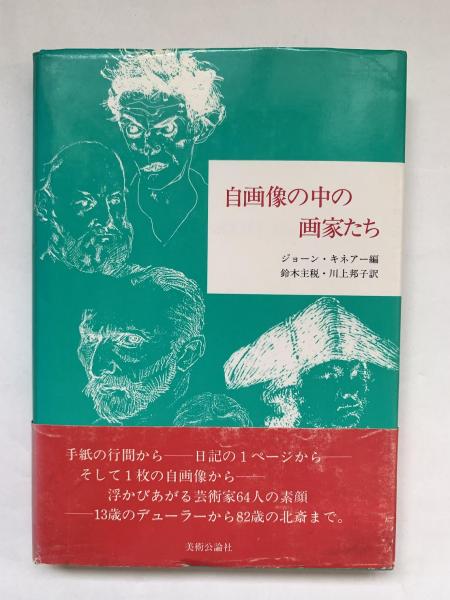 自画像の中の
画家たち
ジョーン・キネアー編
鈴木主税・川上邦子訳
手紙の行間から――日記の1ページから――
そして1枚の自画像から――
浮かびあがる芸術家64人の素顔
――13歳のデューラーから82歳の北斎まで。
美術公論社